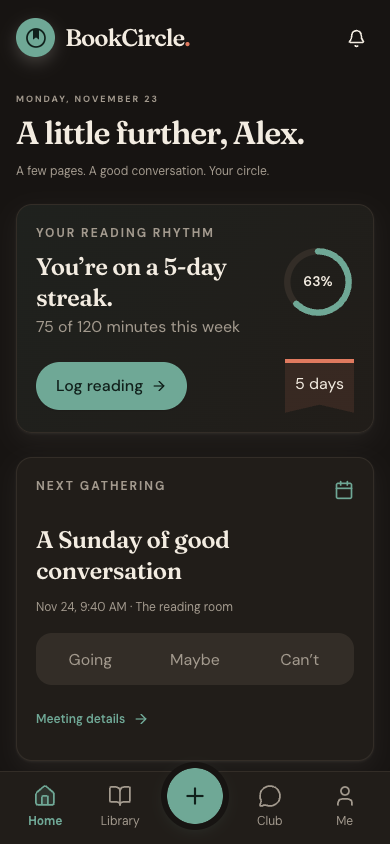 BookCircle.
MONDAY, NOVEMBER 23
A little further, Alex.
A few pages. A good conversation. Your circle.
YOUR READING RHYTHM
You’re on a 5-day
streak.
75 of 120 minutes this week
63%
Log reading →
5 days
NEXT GATHERING
A Sunday of good
conversation
Nov 24, 9:40 AM · The reading room
Going Maybe Can’t
Meeting details →
Home Library Club Me